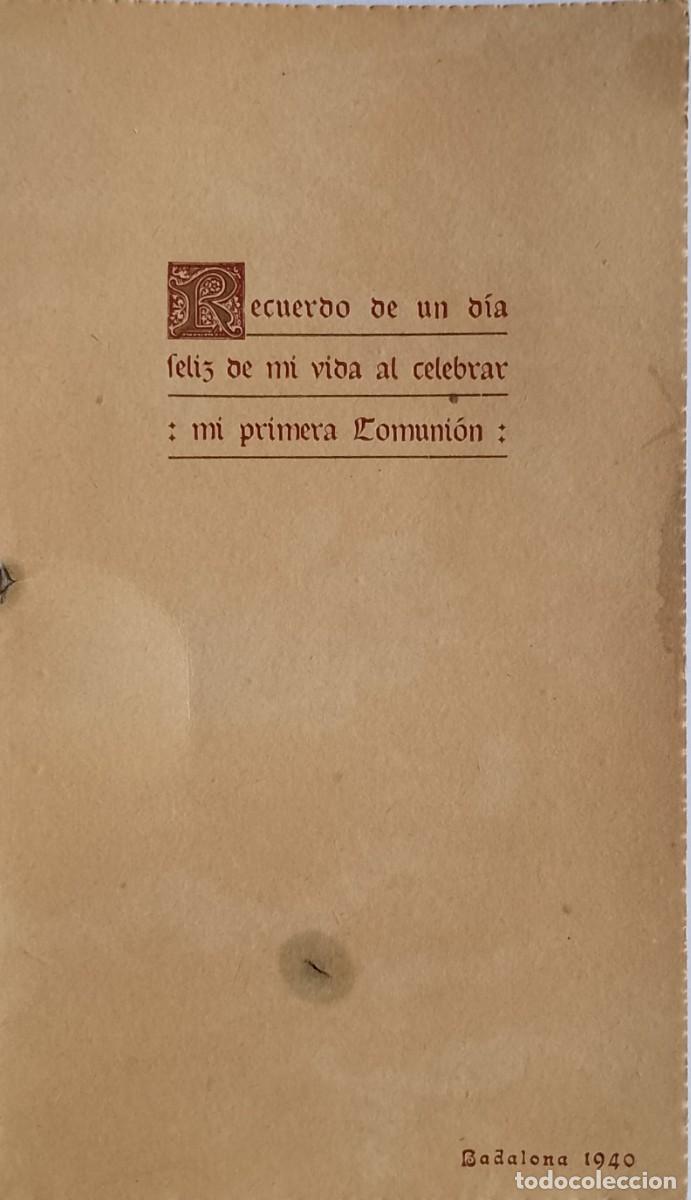 Recuerdo de un día
feliz de mi vida al celebrar
: mi primera Comunión :
Badalona 1940
todocoleccion